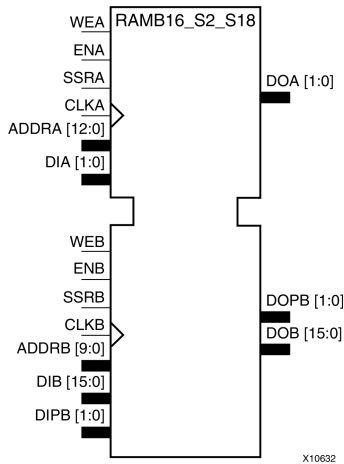 RAMB16_S2_S18
WEA
ENA
SSRA
CLKA
ADDRA [12:0]
DIA [1:0]
DOA [1:0]
WEB
ENB
SSRB
CLKB
ADDRB [9:0]
DIB [15:0]
DIPB [1:0]
DOPB [1:0]
DOB [15:0]
X10632